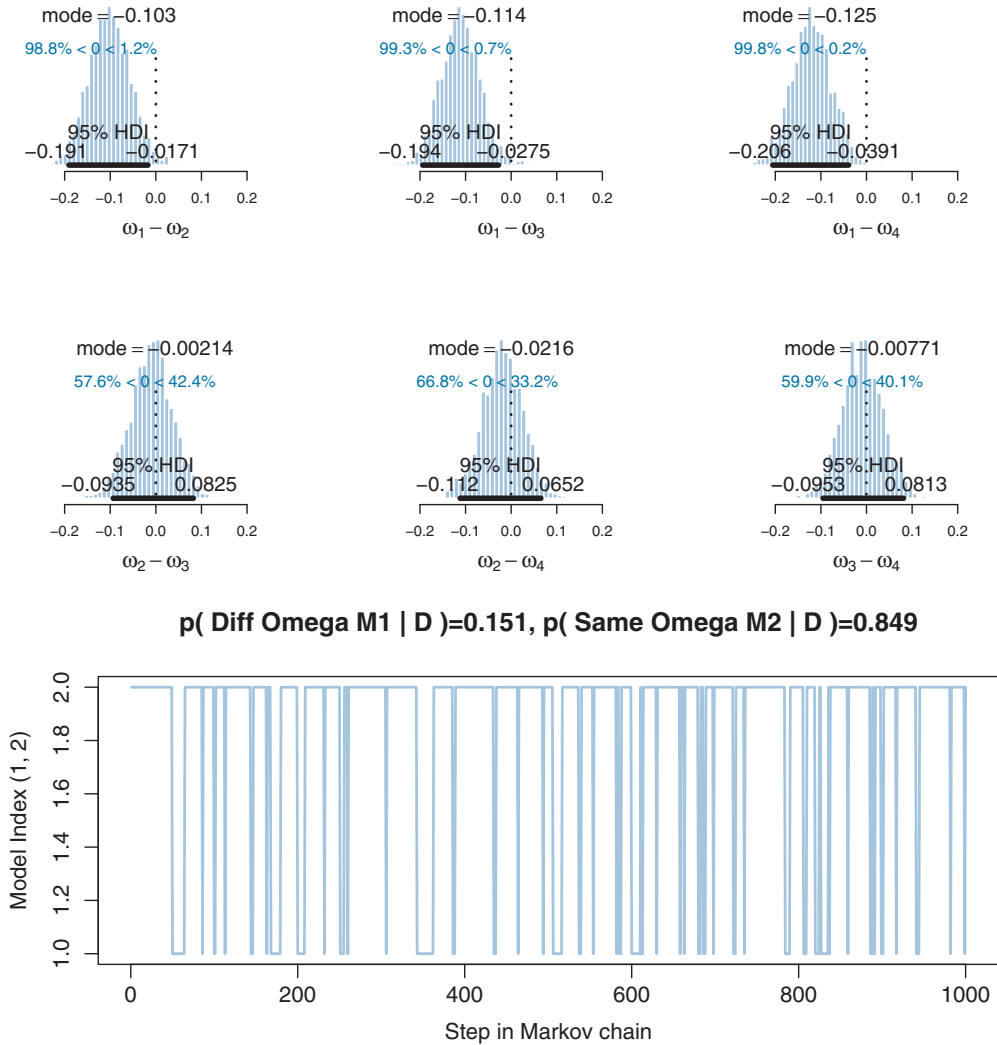 mode = −0.103
98.8% < 0 < 1.2%
95% HDI
−0.191 −0.0171
−0.2 −0.1 0.0 0.1 0.2
ω1 − ω2
mode = −0.114
99.3% < 0 < 0.7%
95% HDI
−0.194 −0.0275
−0.2 −0.1 0.0 0.1 0.2
ω1 − ω3
mode = −0.125
99.8% < 0 < 0.2%
95% HDI
−0.206 −0.0391
−0.2 −0.1 0.0 0.1 0.2
ω1 − ω4
mode = −0.00214
57.6% < 0 < 42.4%
95% HDI
−0.0935 0.0825
−0.2 −0.1 0.0 0.1 0.2
ω2 − ω3
mode = −0.0216
66.8% < 0 < 33.2%
95% HDI
−0.112 0.0652
−0.2 −0.1 0.0 0.1 0.2
ω2 − ω4
mode = −0.00771
59.9% < 0 < 40.1%
95% HDI
−0.0953 0.0813
−0.2 −0.1 0.0 0.1 0.2
ω3 − ω4
p( Diff Omega M1 | D )=0.151, p( Same Omega M2 | D )=0.849
Model Index (1, 2)
2.0
1.8
1.6
1.4
1.2
1.0
0 200 400 600 800 1000
Step in Markov chain